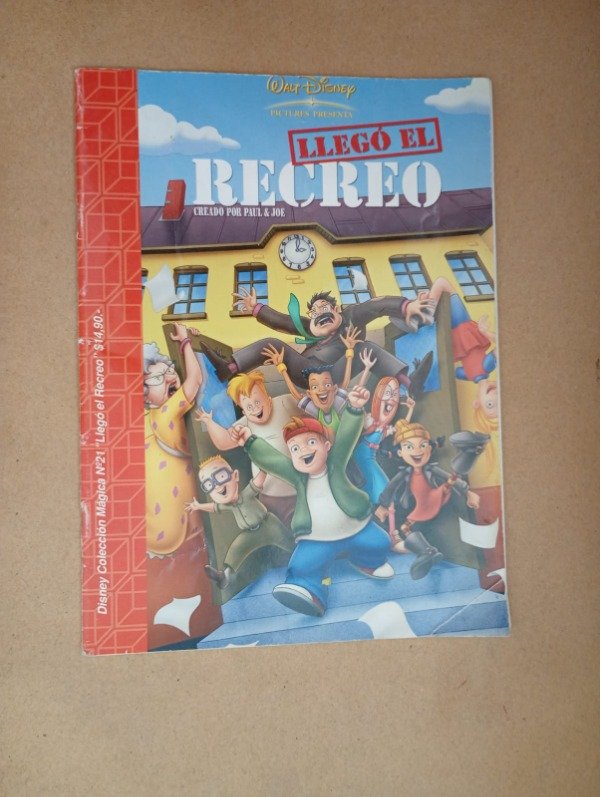 WALT DISNEY
PICTURES PRESENTA
LLEGÓ EL
RECREO
CREADO POR PAUL & JOE
Disney Colección Mágica Nº21 "Llegó el Recreo" $14,90.-